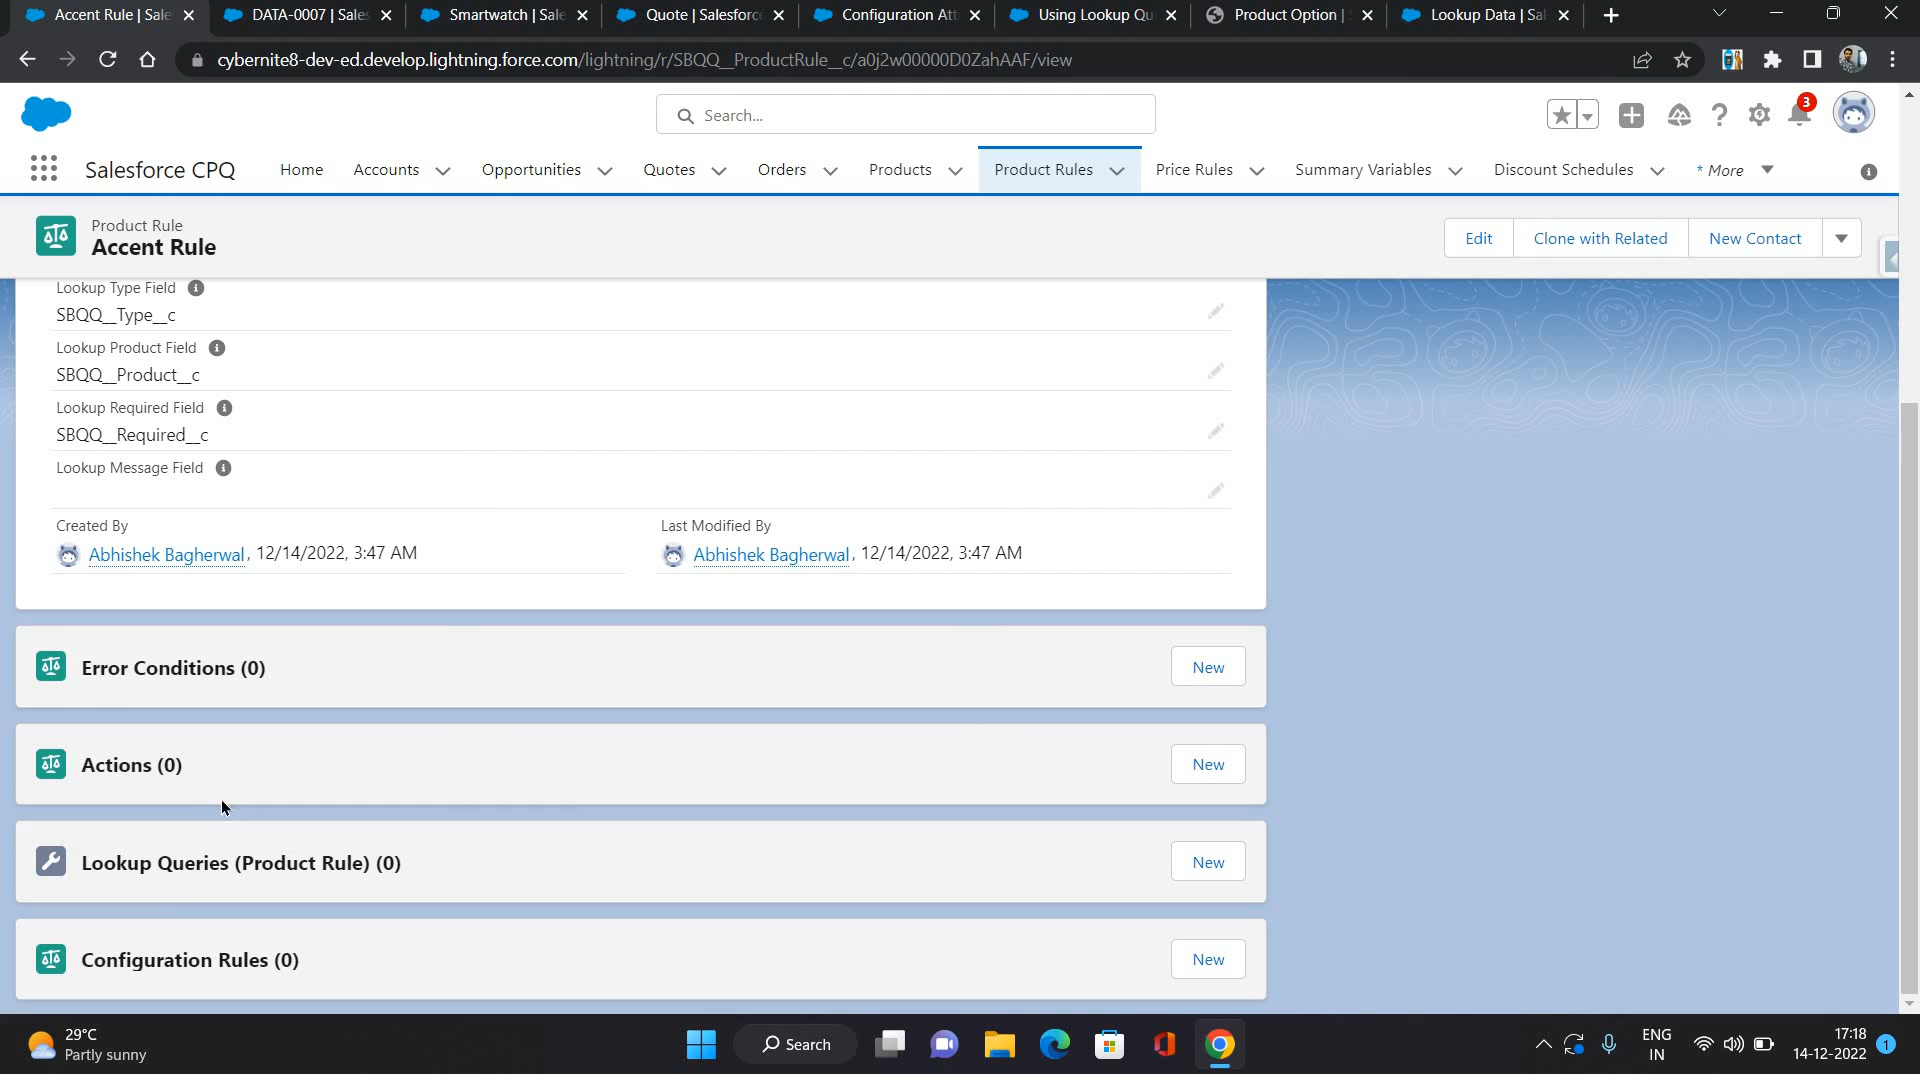 Accent Rule | Sale
DATA-0007 | Sales
Smartwatch | Sale
Quote | Salesforc
Configuration Att
Using Lookup Qu
Product Option |
Lookup Data | Sal
cybernite8-dev-ed.develop.lightning.force.com/lightning/r/SBQQ__ProductRule__c/a0j2w00000D0ZahAAF/view
Search...
3
Salesforce CPQ
Home
Accounts
Opportunities
Quotes
Orders
Products
Product Rules
Price Rules
Summary Variables
Discount Schedules
* More
Product Rule
Accent Rule
Edit
Clone with Related
New Contact
Lookup Type Field
SBQQ__Type__c
Lookup Product Field
SBQQ__Product__c
Lookup Required Field
SBQQ__Required__c
Lookup Message Field
Created By
Abhishek Bagherwal, 12/14/2022, 3:47 AM
Last Modified By
Abhishek Bagherwal, 12/14/2022, 3:47 AM
Error Conditions (0)
New
Actions (0)
New
Lookup Queries (Product Rule) (0)
New
Configuration Rules (0)
New
29°C
Partly sunny
Search
ENG
IN
17:18
14-12-2022
1